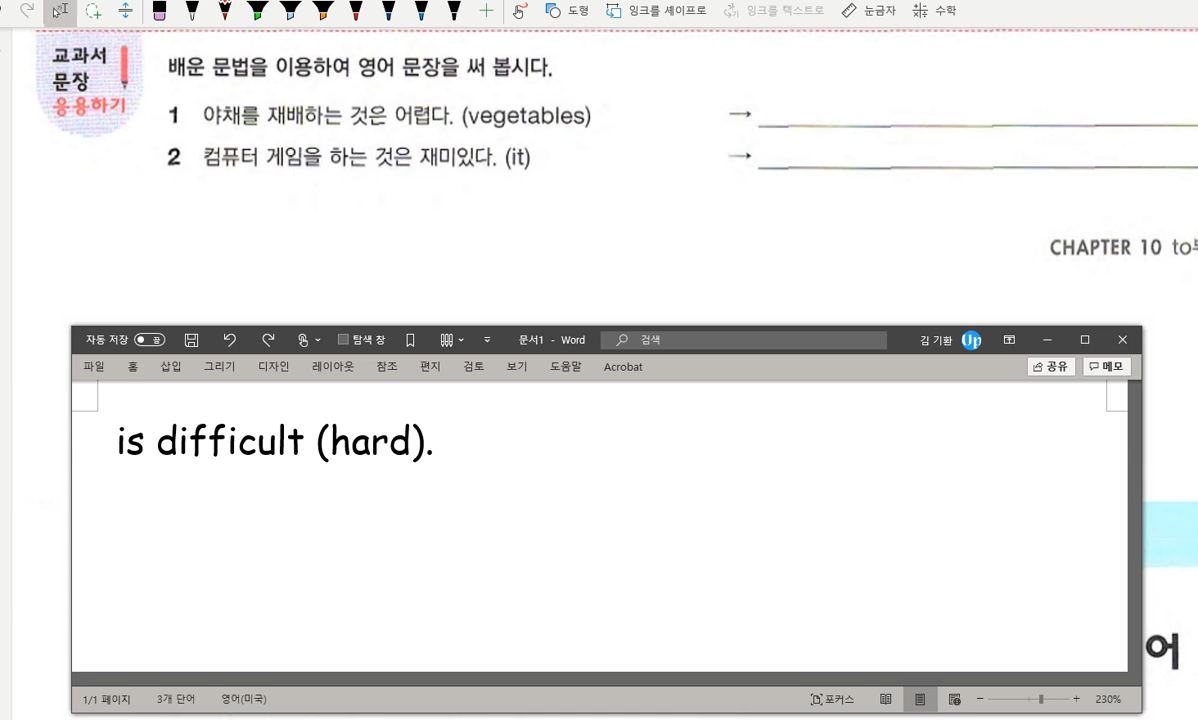 도형 잉크를 셰이프로 잉크를 텍스트로 눈금자 수학
교과서
문장
응용하기
배운 문법을 이용하여 영어 문장을 써 봅시다.
1 야채를 재배하는 것은 어렵다. (vegetables) →
2 컴퓨터 게임을 하는 것은 재미있다. (it) →
CHAPTER 10 to
자동 저장 끔 탐색 창 문서1 - Word 검색 김 기환 Up
파일 홈 삽입 그리기 디자인 레이아웃 참조 편지 검토 보기 도움말 Acrobat 공유 메모
is difficult (hard).
어
1/1 페이지 3개 단어 영어(미국) 포커스 230%